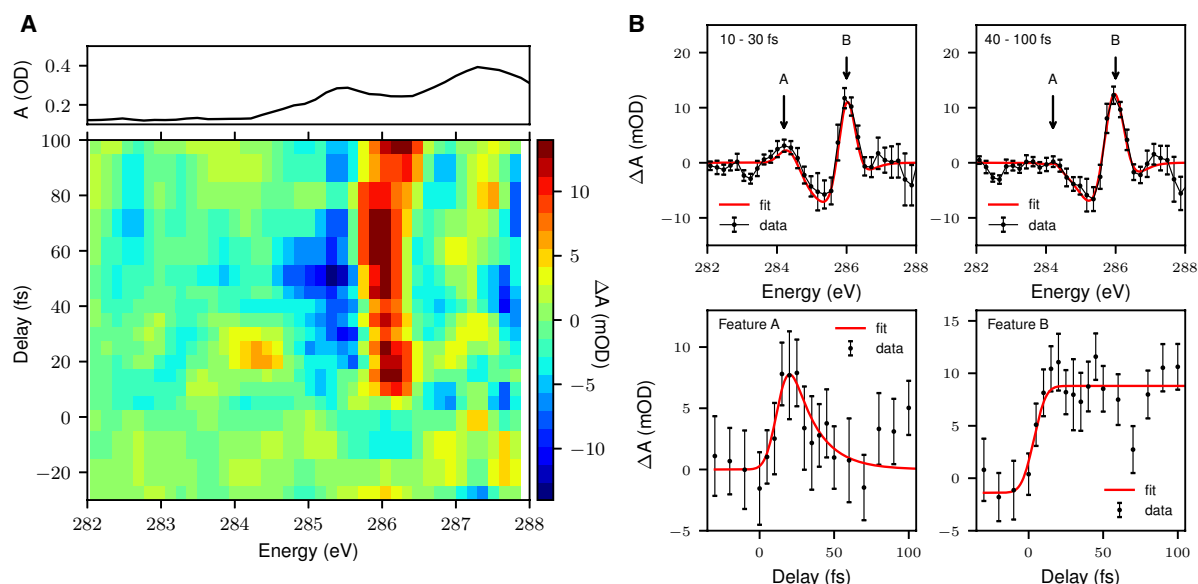 A
A (OD)
0.4
0.2
Delay (fs)
100
80
60
40
20
0
−20
282 283 284 285 286 287 288
Energy (eV)
10
5
0
−5
−10
ΔA (mOD)
B
10 - 30 fs
A
B
ΔA (mOD)
20
10
0
−10
fit
data
282 284 286 288
Energy (eV)
40 - 100 fs
A
B
20
10
0
−10
fit
data
282 284 286 288
Energy (eV)
Feature A
fit
data
ΔA (mOD)
10
5
0
−5
0 50 100
Delay (fs)
Feature B
fit
data
15
10
5
0
−5
0 50 100
Delay (fs)